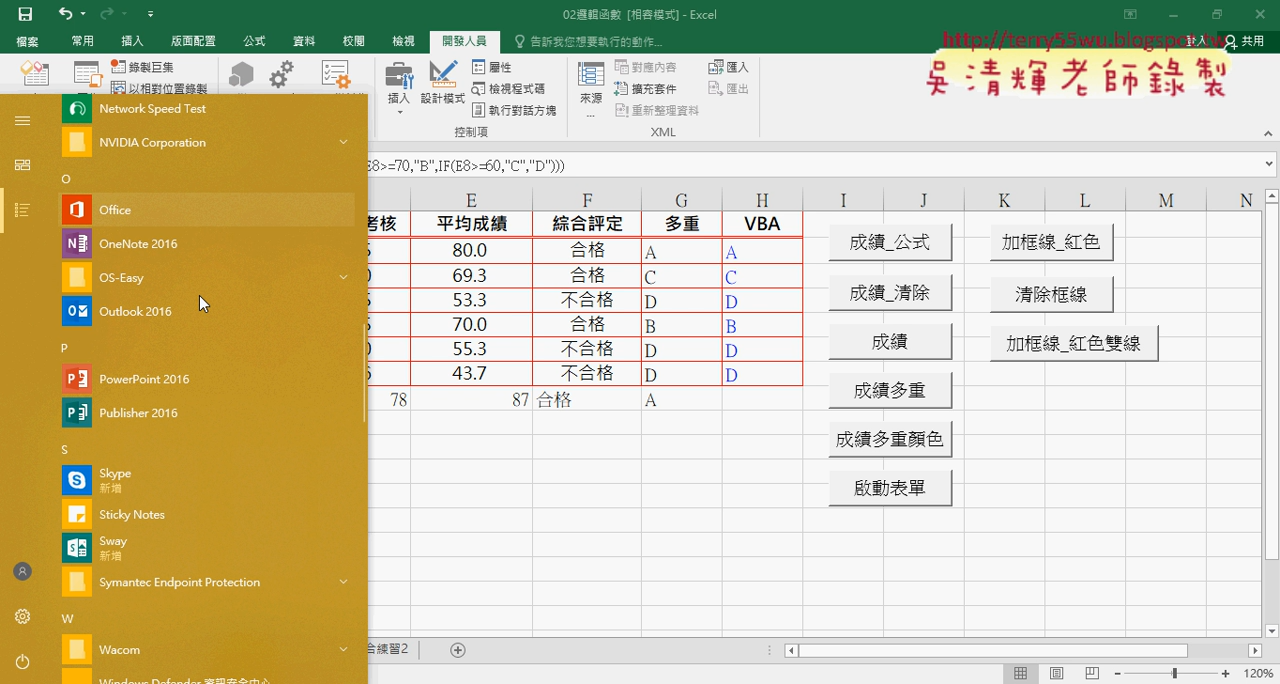 02邏輯函數 [相容模式] - Excel
http://terry55wu.blogspot.tw
吳清輝老師錄製
檔案 常用 插入 版面配置 公式 資料 校閱 檢視 開發人員 告訴我您想要執行的動作... 登入 共用
錄製巨集
以相對位置錄製
插入 設計模式
屬性
檢視程式碼
執行對話方塊
控制項
來源...
對應內容
擴充套件
重新整理資料
匯入
匯出
XML
E8>=70,"B",IF(E8>=60,"C","D")))
E F G H I J K L M N
考核 平均成績 綜合評定 多重 VBA
80.0 合格 A A
69.3 合格 C C
53.3 不合格 D D
70.0 合格 B B
55.3 不合格 D D
43.7 不合格 D D
78 87 合格 A
成績_公式
成績_清除
成績
成績多重
成績多重顏色
啟動表單
加框線_紅色
清除框線
加框線_紅色雙線
Network Speed Test
NVIDIA Corporation
O
Office
OneNote 2016
OS-Easy
Outlook 2016
P
PowerPoint 2016
Publisher 2016
S
Skype
新增
Sticky Notes
Sway
新增
Symantec Endpoint Protection
W
Wacom
Windows Defender 資訊安全中心
合練習2
120%